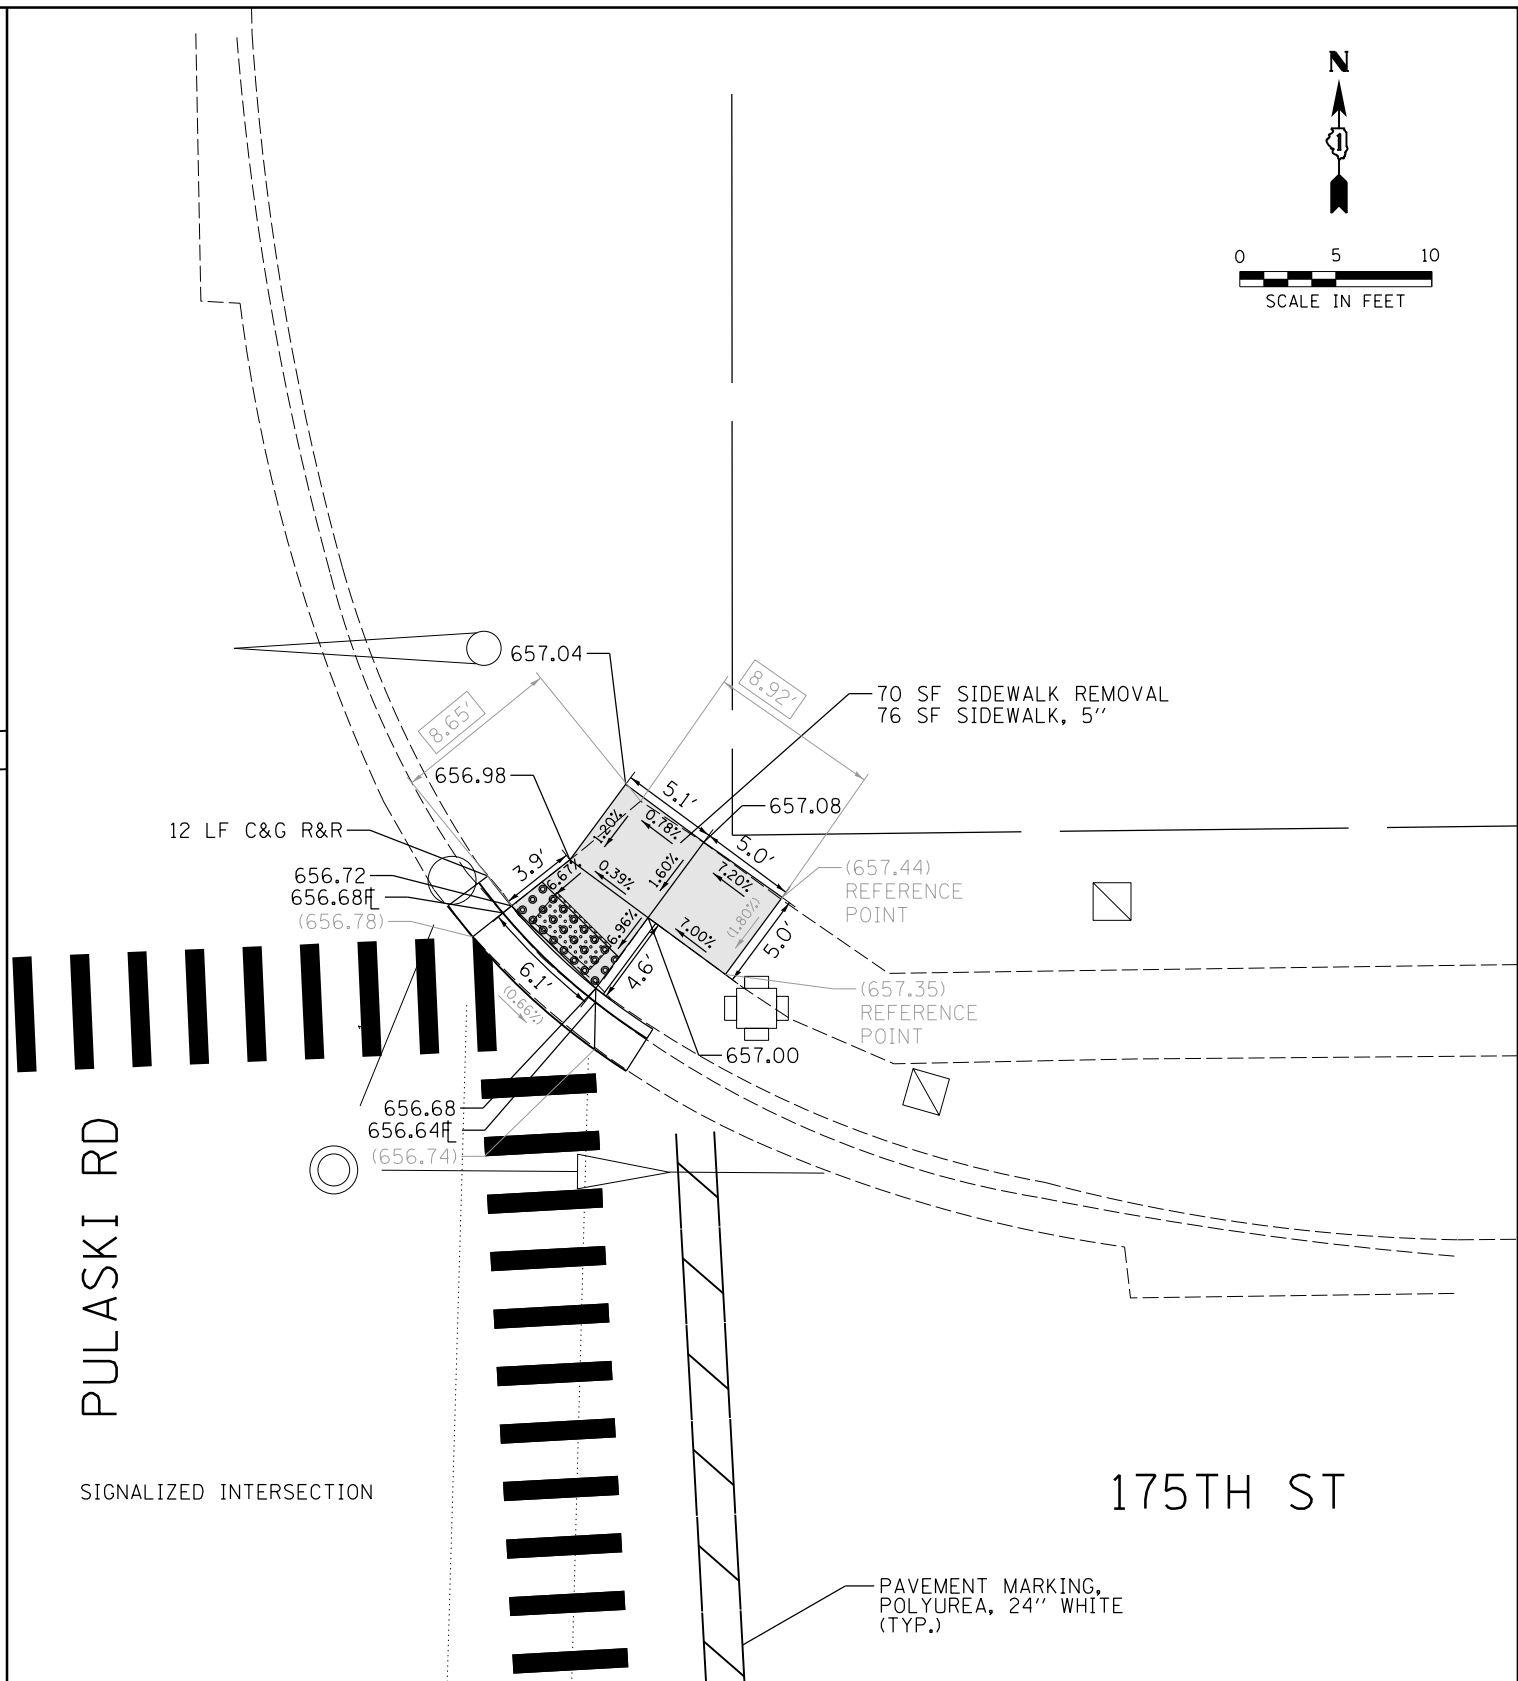 N
1
0 5 10
SCALE IN FEET
657.04
8.92'
8.65'
70 SF SIDEWALK REMOVAL
76 SF SIDEWALK, 5"
656.98
5.1'
657.08
12 LF C&G R&R
1.20%
0.78%
5.0'
3.9'
6.67%
0.39%
1.60%
7.20%
(657.44)
REFERENCE
POINT
656.72
656.68FL
(656.78)
6.96%
7.00%
(1.80%)
5.0'
4.6'
6.1'
(0.66%)
(657.35)
REFERENCE
POINT
657.00
656.68
656.64FL
(656.74)
PULASKI RD
SIGNALIZED INTERSECTION
175TH ST
PAVEMENT MARKING,
POLYUREA, 24" WHITE
(TYP.)